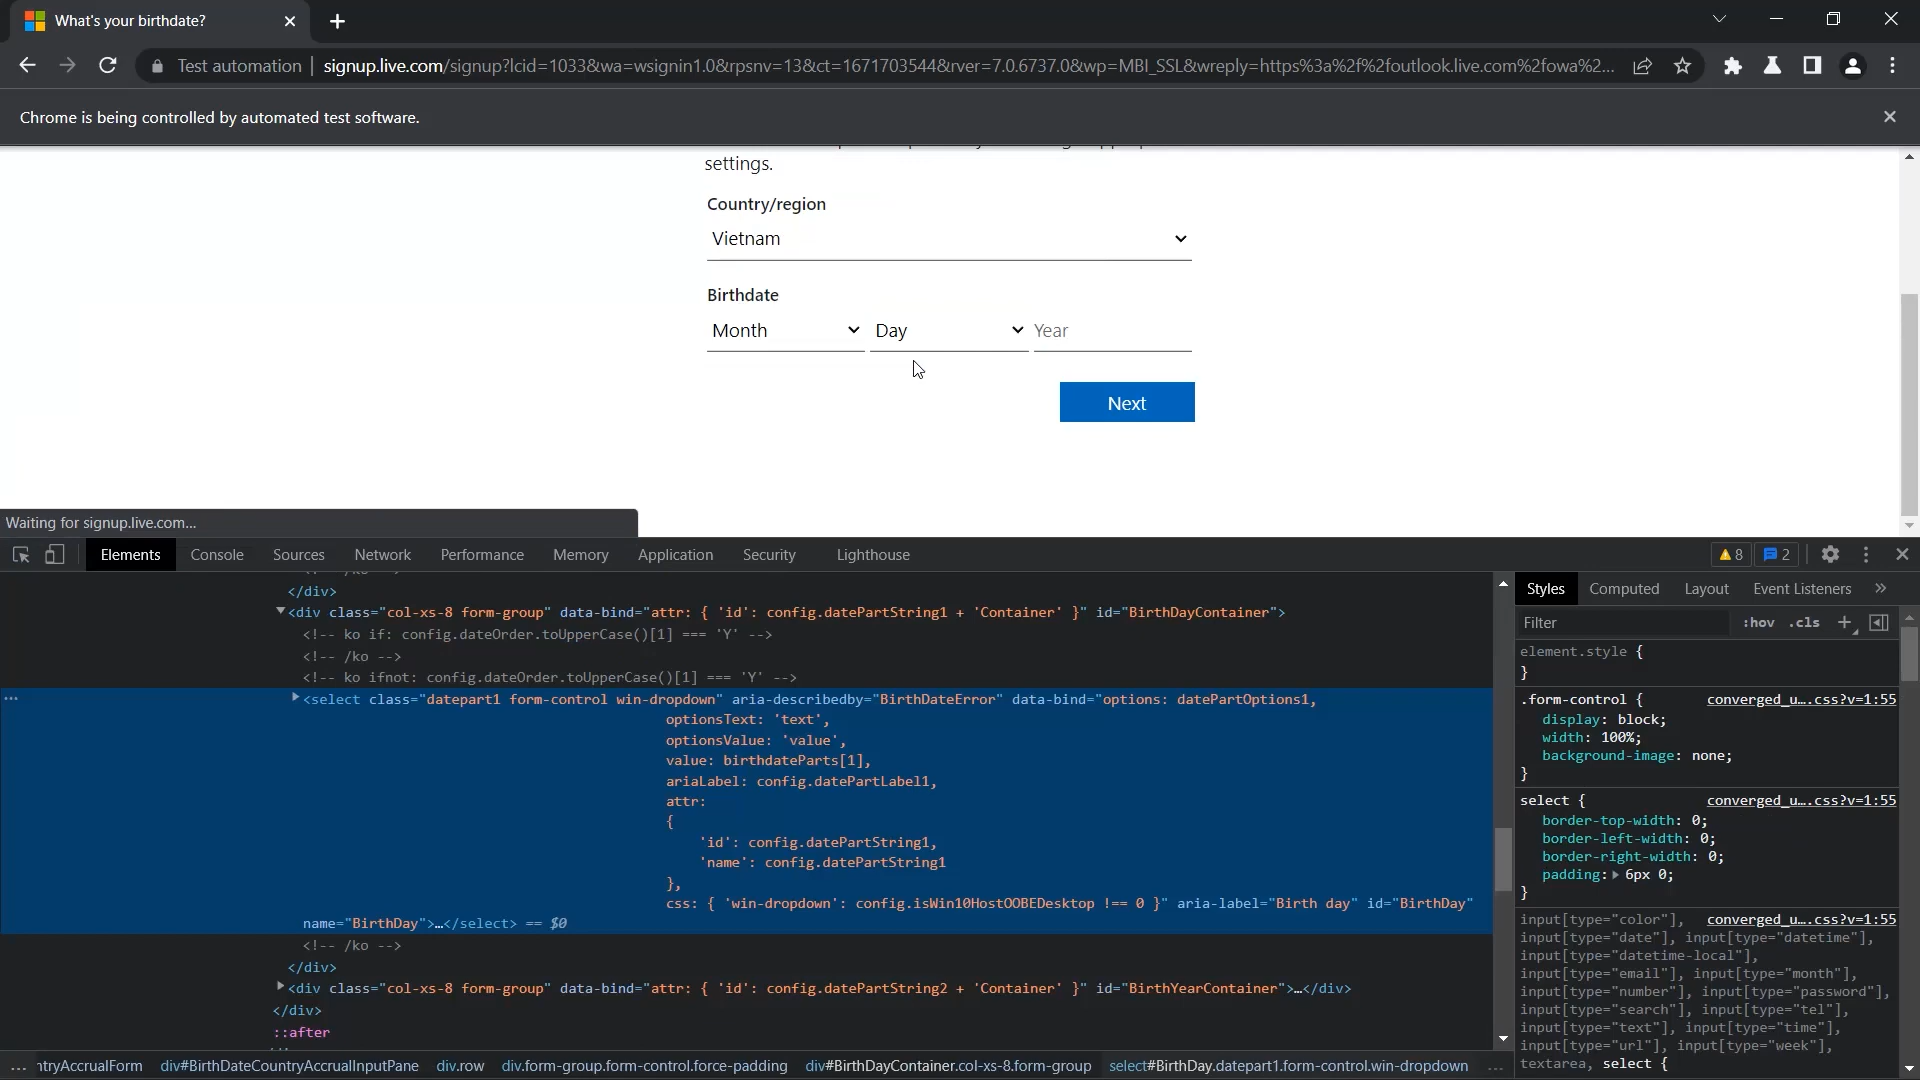 What's your birthdate?
Test automation | signup.live.com/signup?lcid=1033&wa=wsignin1.0&rpsnv=13&ct=1671703544&rver=7.0.6737.0&wp=MBI_SSL&wreply=https%3a%2f%2foutlook.live.com%2fowa%2...
Chrome is being controlled by automated test software.
settings.
Country/region
Vietnam
Birthdate
Month Day Year
Next
Waiting for signup.live.com...
Elements Console Sources Network Performance Memory Application Security Lighthouse 8 2
</div>
<div class="col-xs-8 form-group" data-bind="attr: { 'id': config.datePartString1 + 'Container' }" id="BirthDayContainer">
<!-- ko if: config.dateOrder.toUpperCase()[1] === 'Y' -->
<!-- /ko -->
<!-- ko ifnot: config.dateOrder.toUpperCase()[1] === 'Y' -->
<select class="datepart1 form-control win-dropdown" aria-describedby="BirthDateError" data-bind="options: datePartOptions1,
optionsText: 'text',
optionsValue: 'value',
value: birthdateParts[1],
ariaLabel: config.datePartLabel1,
attr:
{
'id': config.datePartString1,
'name': config.datePartString1
},
css: { 'win-dropdown': config.isWin10HostOOBEDesktop !== 0 }" aria-label="Birth day" id="BirthDay"
name="BirthDay">…</select> == $0
<!-- /ko -->
</div>
<div class="col-xs-8 form-group" data-bind="attr: { 'id': config.datePartString2 + 'Container' }" id="BirthYearContainer">…</div>
</div>
::after
... ntryAccrualForm div#BirthDateCountryAccrualInputPane div.row div.form-group.form-control.force-padding div#BirthDayContainer.col-xs-8.form-group select#BirthDay.datepart1.form-control.win-dropdown ...
Styles Computed Layout Event Listeners »
Filter :hov .cls +
element.style {
}
.form-control { converged_u….css?v=1:55
display: block;
width: 100%;
background-image: none;
}
select { converged_u….css?v=1:55
border-top-width: 0;
border-left-width: 0;
border-right-width: 0;
padding: 6px 0;
}
input[type="color"], converged_u….css?v=1:55
input[type="date"], input[type="datetime"],
input[type="datetime-local"],
input[type="email"], input[type="month"],
input[type="number"], input[type="password"],
input[type="search"], input[type="tel"],
input[type="text"], input[type="time"],
input[type="url"], input[type="week"],
textarea, select {